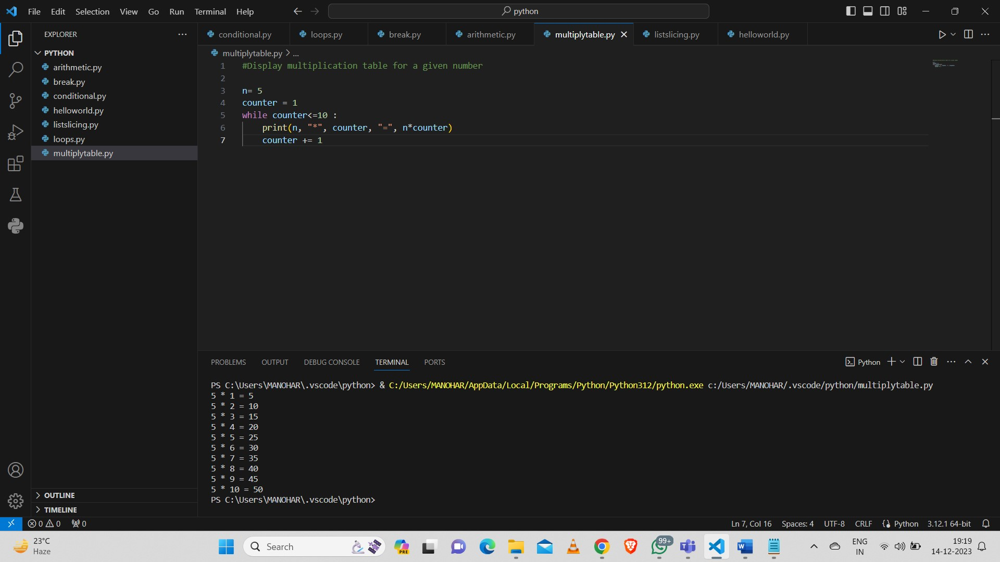 File Edit Selection View Go Run Terminal Help
python
EXPLORER
PYTHON
arithmetic.py
break.py
conditional.py
helloworld.py
listslicing.py
loops.py
multiplytable.py
OUTLINE
TIMELINE
conditional.py loops.py break.py arithmetic.py multiplytable.py listslicing.py helloworld.py
multiplytable.py > ...
1 #Display multiplication table for a given number
2
3 n= 5
4 counter = 1
5 while counter<=10 :
6     print(n, "*", counter, "=", n*counter)
7     counter += 1
PROBLEMS OUTPUT DEBUG CONSOLE TERMINAL PORTS
Python
PS C:\Users\MANOHAR\.vscode\python> & C:/Users/MANOHAR/AppData/Local/Programs/Python/Python312/python.exe c:/Users/MANOHAR/.vscode/python/multiplytable.py
5 * 1 = 5
5 * 2 = 10
5 * 3 = 15
5 * 4 = 20
5 * 5 = 25
5 * 6 = 30
5 * 7 = 35
5 * 8 = 40
5 * 9 = 45
5 * 10 = 50
PS C:\Users\MANOHAR\.vscode\python>
0 0 0
Ln 7, Col 16 Spaces: 4 UTF-8 CRLF {} Python 3.12.1 64-bit
23°C
Haze
Search
PRE
99+
ENG
IN
19:19
14-12-2023